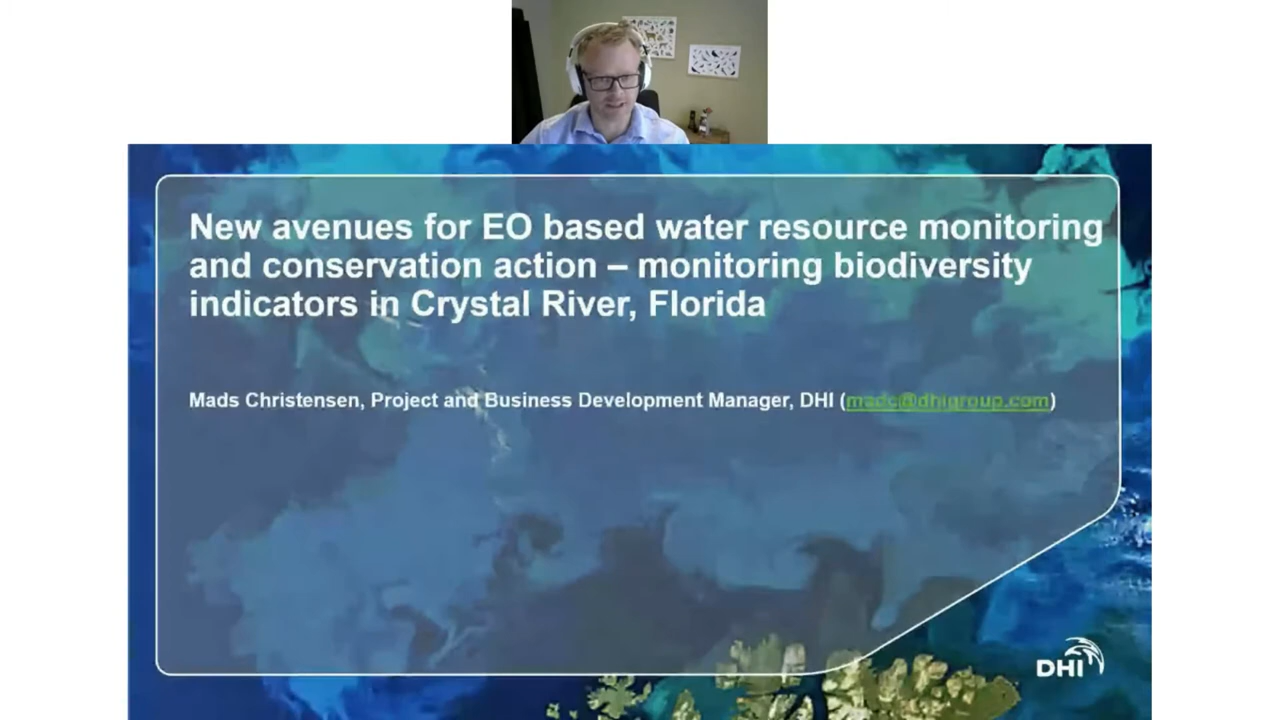 New avenues for EO based water resource monitoring
and conservation action – monitoring biodiversity
indicators in Crystal River, Florida
Mads Christensen, Project and Business Development Manager, DHI (madc@dhigroup.com)
DHI